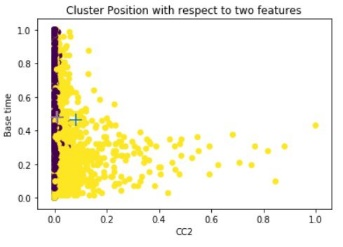 Cluster Position with respect to two features
Base time
1.0
0.8
0.6
0.4
0.2
0.0
0.0 0.2 0.4 0.6 0.8 1.0
CC2